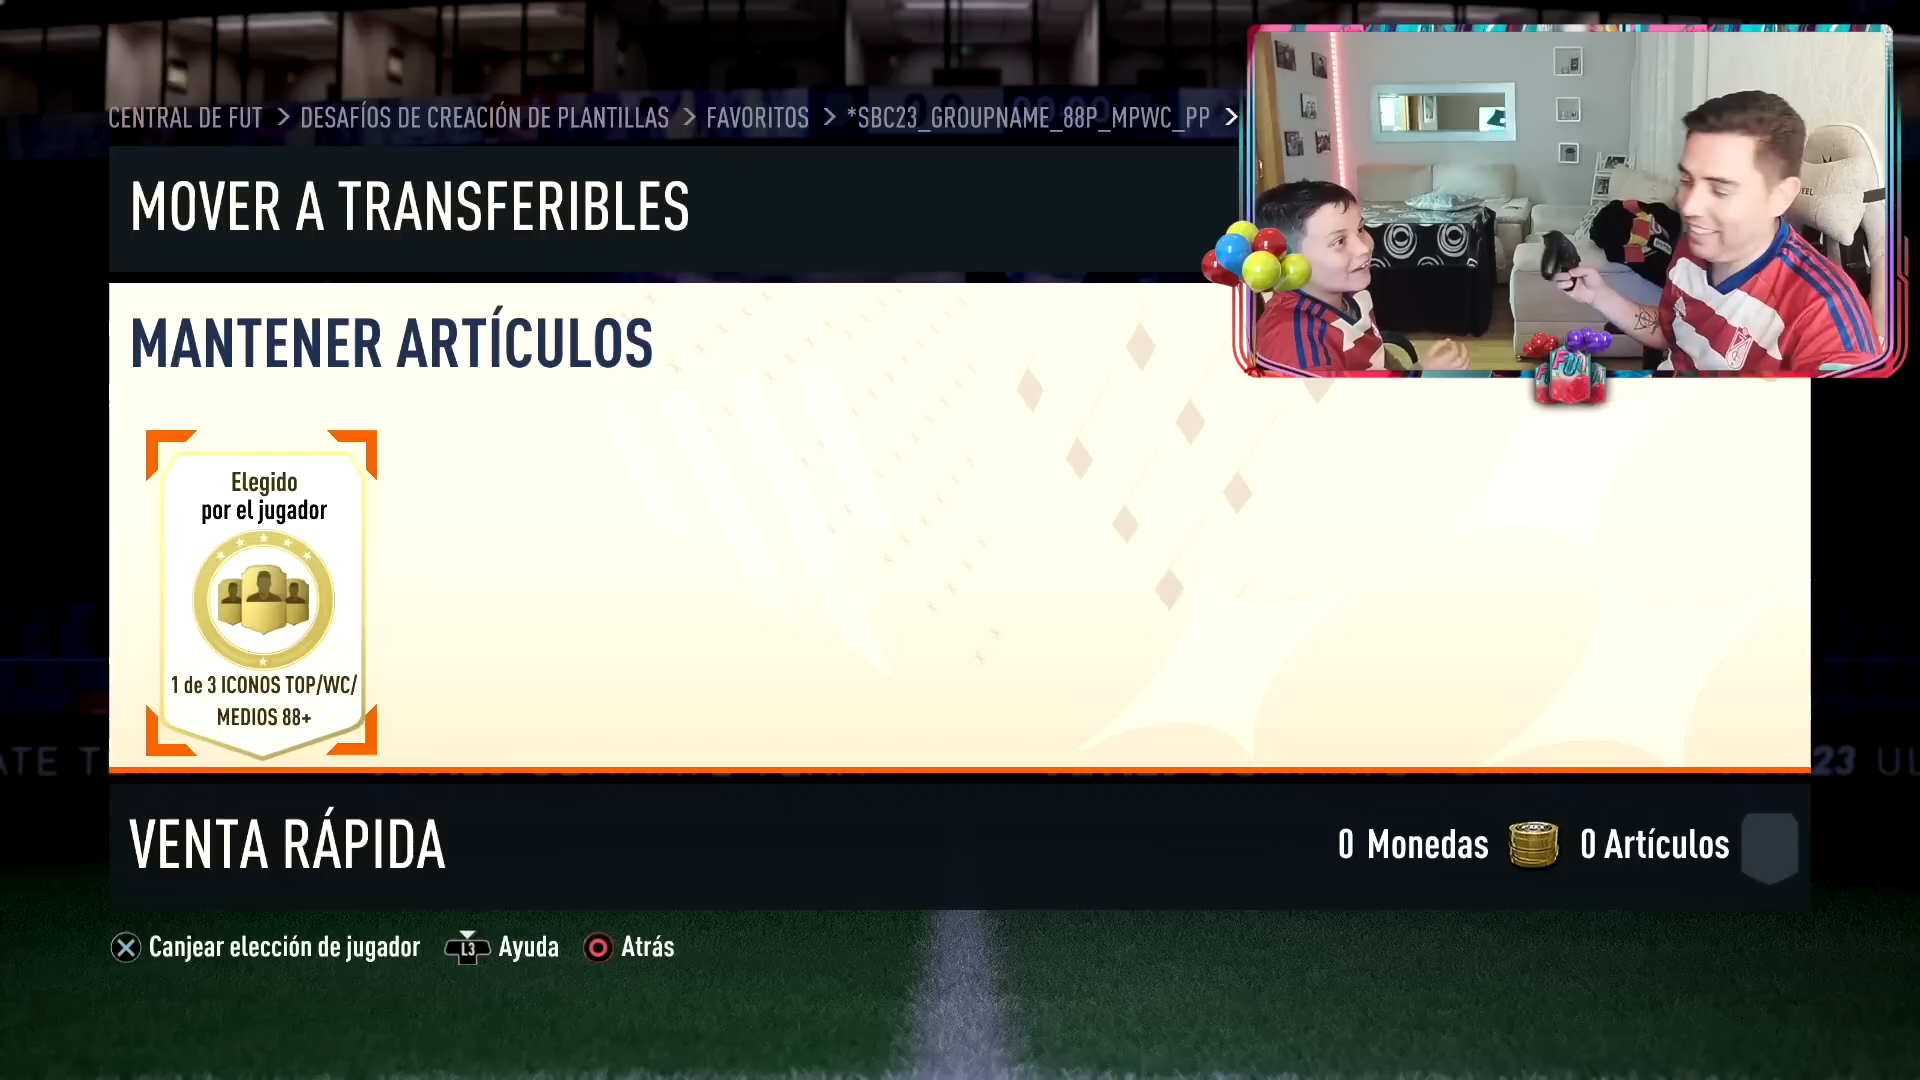 CENTRAL DE FUT > DESAFÍOS DE CREACIÓN DE PLANTILLAS > FAVORITOS > *SBC23_GROUPNAME_88P_MPWC_PP >
MOVER A TRANSFERIBLES
MANTENER ARTÍCULOS
Elegido
por el jugador
1 de 3 ICONOS TOP/WC/
MEDIOS 88+
VENTA RÁPIDA
0 Monedas
0 Artículos
Canjear elección de jugador
L3 Ayuda
Atrás
23